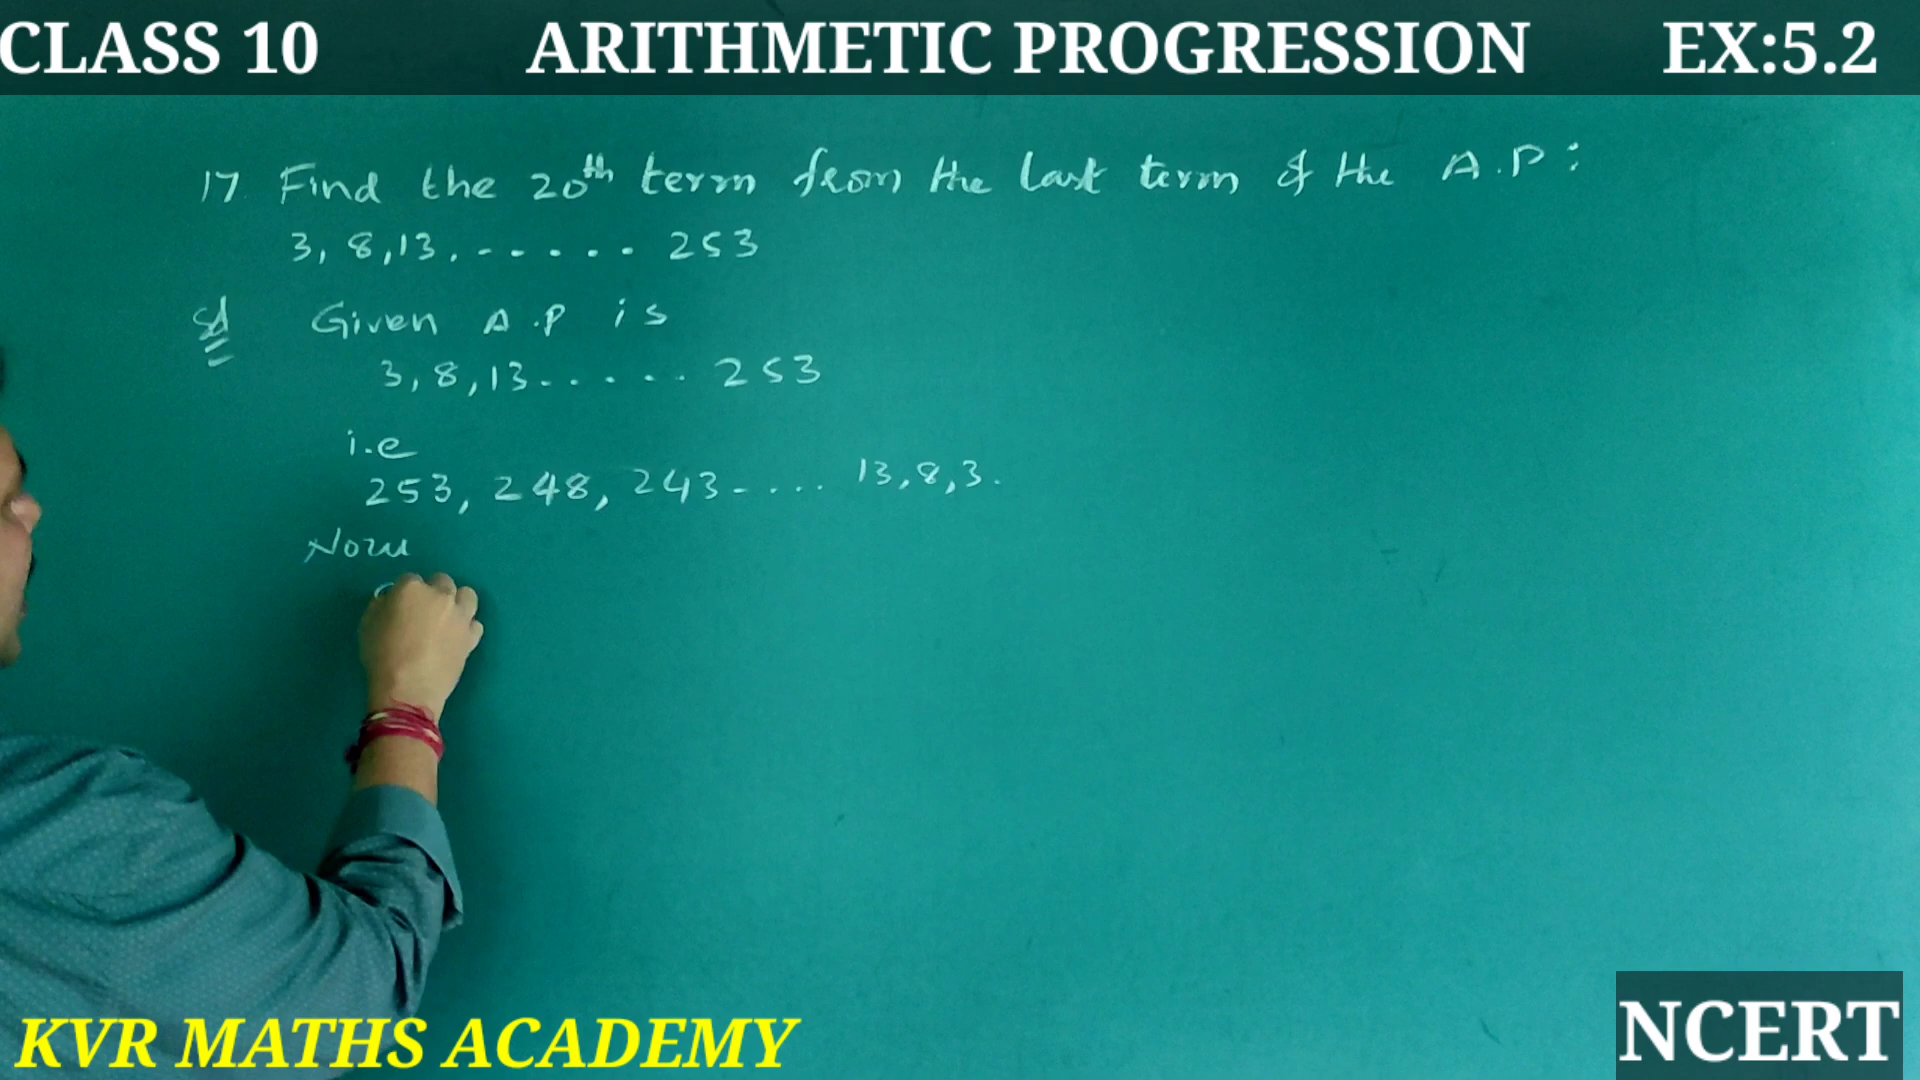 CLASS 10 ARITHMETIC PROGRESSION EX:5.2
17. Find the 20th term from the last term of the A.P:
3, 8, 13, ...... 253
Sol Given A.P is
3, 8, 13...... 253
i.e
253, 248, 243.... 13, 8, 3.
Now
KVR MATHS ACADEMY
NCERT